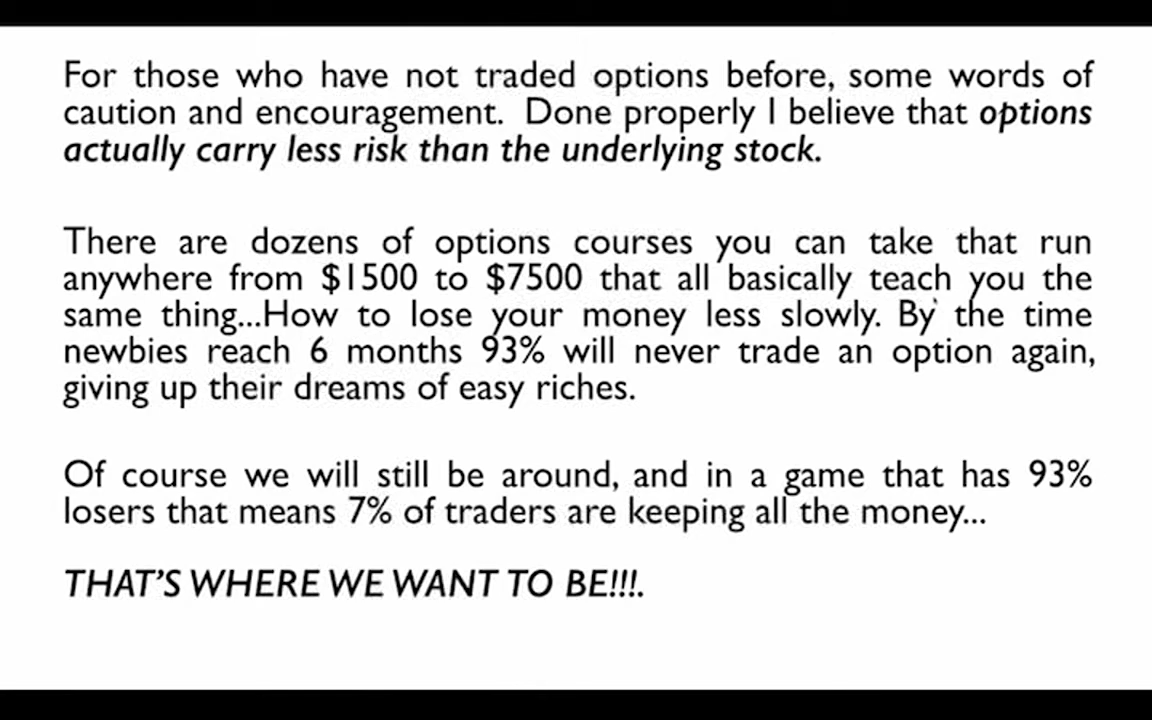 For those who have not traded options before, some words of
caution and encouragement. Done properly I believe that options
actually carry less risk than the underlying stock.
There are dozens of options courses you can take that run
anywhere from $1500 to $7500 that all basically teach you the
same thing...How to lose your money less slowly. By the time
newbies reach 6 months 93% will never trade an option again,
giving up their dreams of easy riches.
Of course we will still be around, and in a game that has 93%
losers that means 7% of traders are keeping all the money...
THAT'S WHERE WE WANT TO BE!!!.